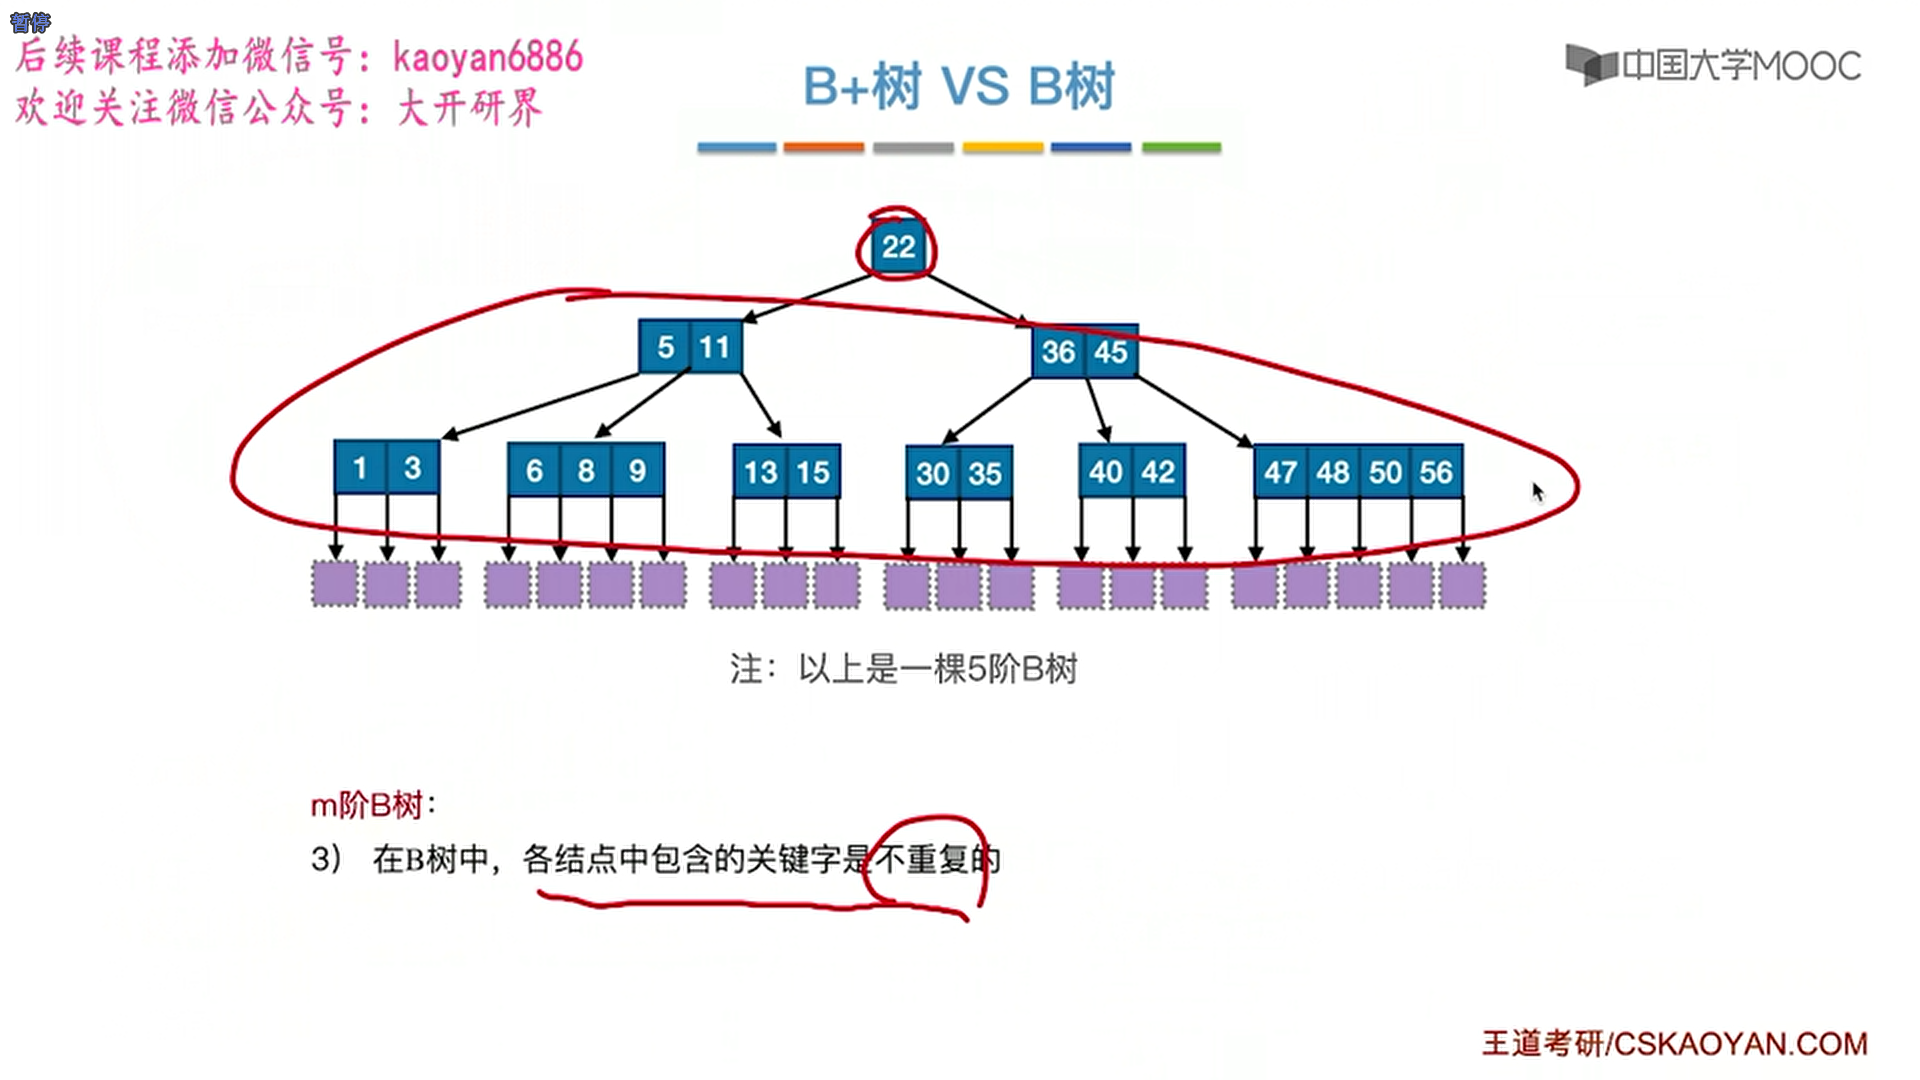 暂停
后续课程添加微信号：kaoyan6886
欢迎关注微信公众号：大开研界
中国大学MOOC
B+树 VS B树
22
5 11
36 45
1 3
6 8 9
13 15
30 35
40 42
47 48 50 56
注：以上是一棵5阶B树
m阶B树：
3） 在B树中，各结点中包含的关键字是不重复的
王道考研/CSKAOYAN.COM